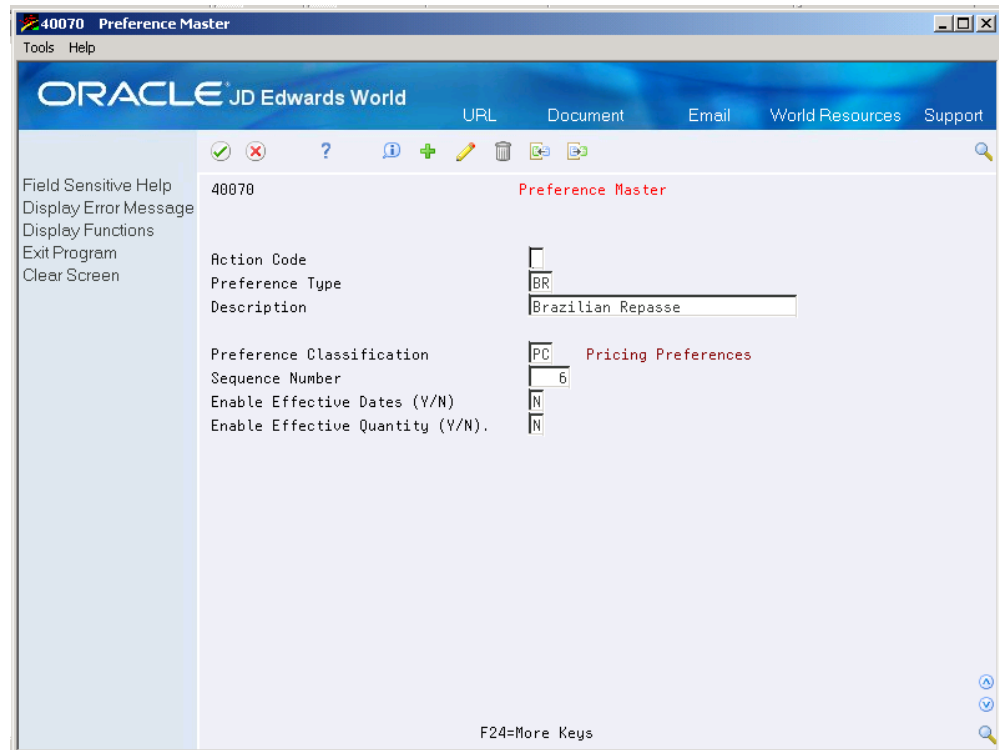 40070 Preference Master
Tools Help
ORACLE JD Edwards World
URL Document Email World Resources Support
Field Sensitive Help
Display Error Message
Display Functions
Exit Program
Clear Screen
40070 Preference Master
Action Code
Preference Type BR
Description Brazilian Repasse
Preference Classification PC Pricing Preferences
Sequence Number 6
Enable Effective Dates (Y/N) N
Enable Effective Quantity (Y/N). N
F24=More Keys